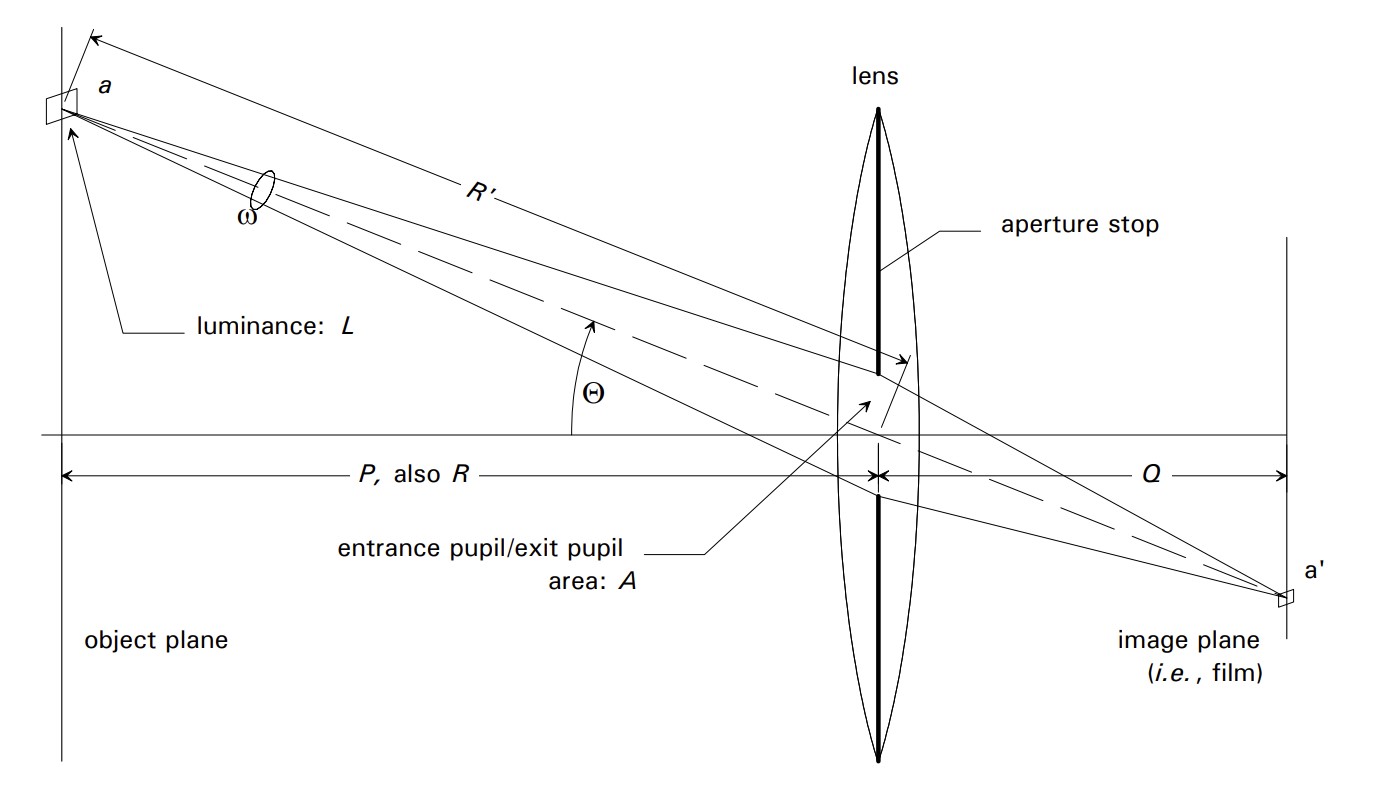 lens
a
R'
ω
aperture stop
luminance: L
Θ
P, also R
Q
entrance pupil/exit pupil
area: A
a'
object plane
image plane
(i.e., film)